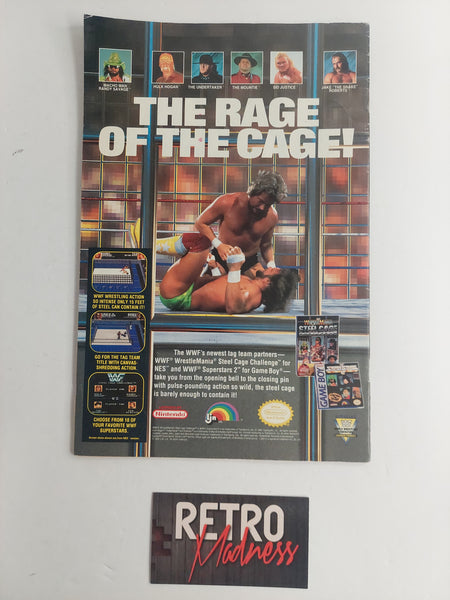 MACHO MAN
RANDY SAVAGE™
HULK HOGAN™
THE UNDERTAKER
THE MOUNTIE
SID JUSTICE
JAKE "THE SNAKE"
ROBERTS
THE RAGE
OF THE CAGE!
WWF WRESTLING ACTION
SO INTENSE ONLY 15 FEET
OF STEEL CAN CONTAIN IT!
GO FOR THE TAG TEAM
TITLE WITH CANVAS-
SHREDDING ACTION.
CHOOSE FROM 10 OF
YOUR FAVORITE WWF
SUPERSTARS.
STEEL CAGE
GAME BOY
The WWF's newest tag team partners—
WWF® WrestleMania® Steel Cage Challenge™ for
NES™ and WWF® Superstars 2™ for Game Boy®—
take you from the opening bell to the closing pin
with pulse-pounding action so wild, the steel cage
is barely enough to contain it!
Nintendo
LJN
RETRO
Madness